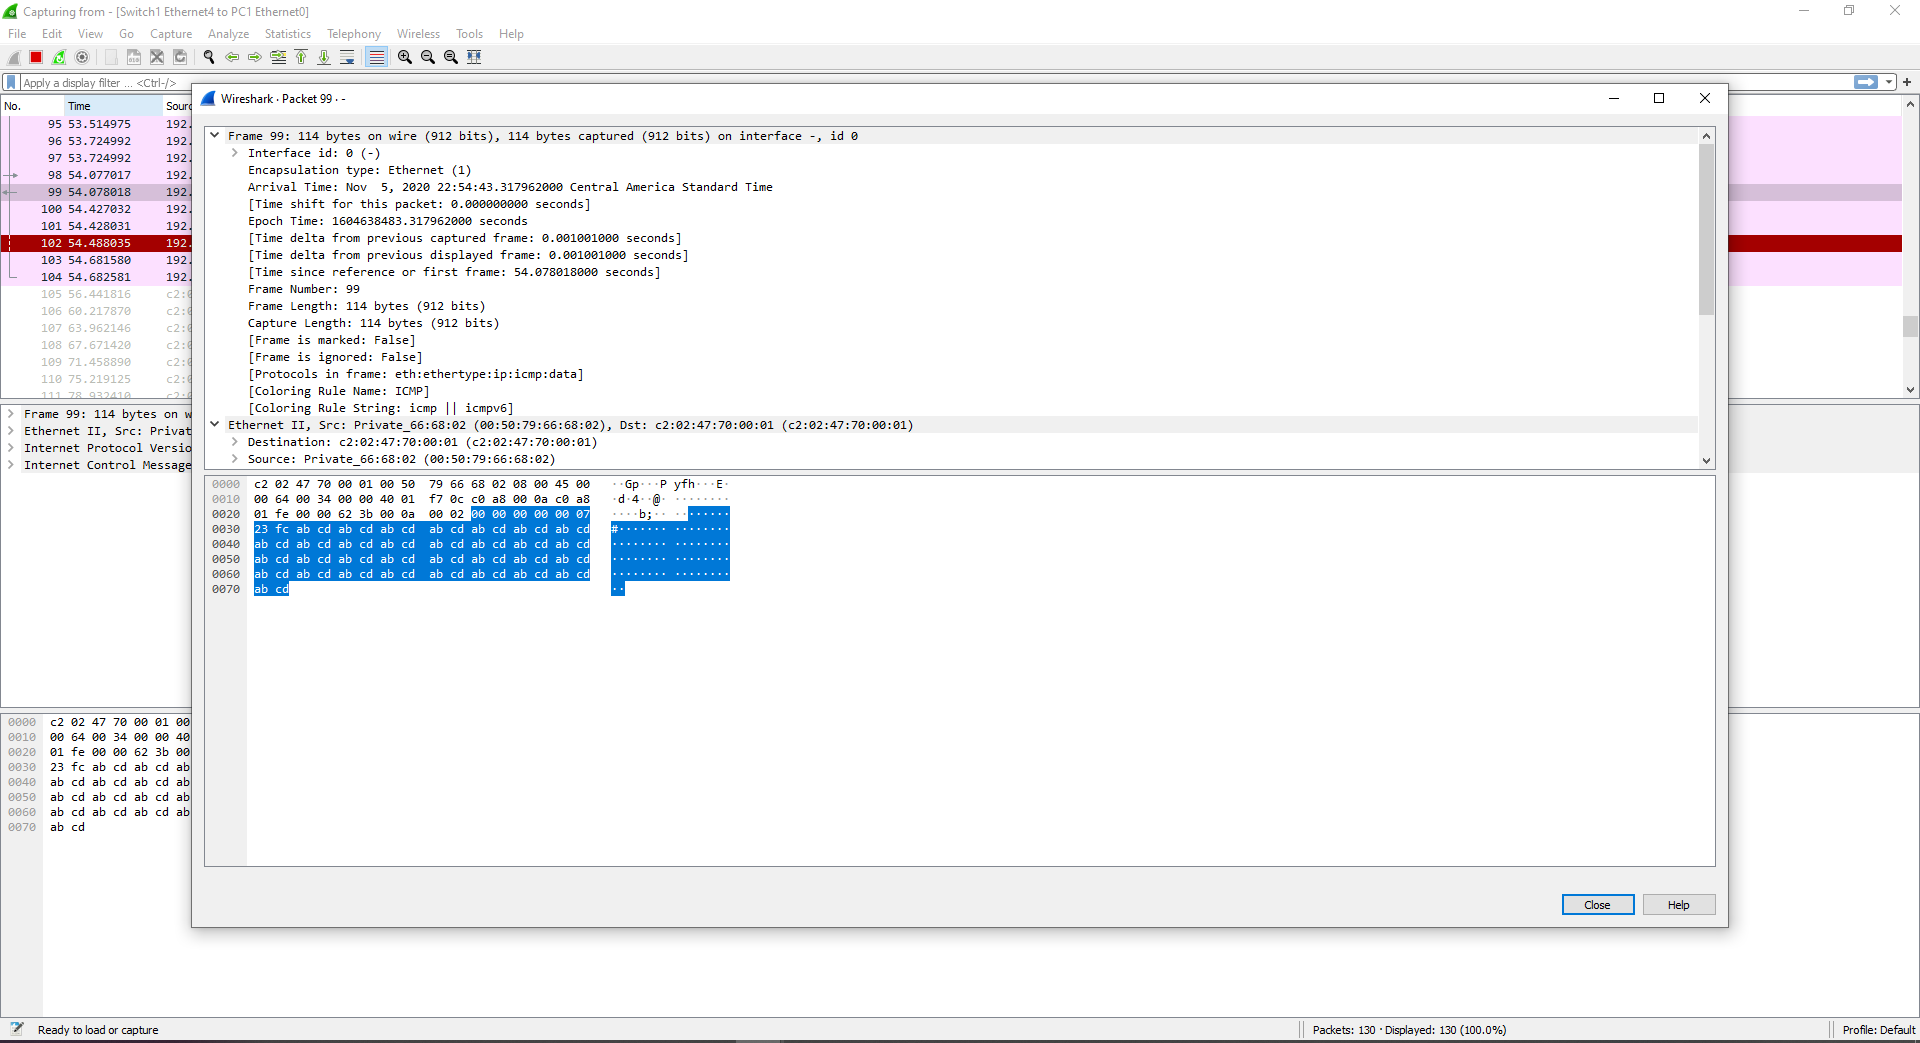 Capturing from - [Switch1 Ethernet4 to PC1 Ethernet0]
File Edit View Go Capture Analyze Statistics Telephony Wireless Tools Help
Apply a display filter ... <Ctrl-/>
No. Time Sourc
95 53.514975 192.
96 53.724992 192.
97 53.724992 192.
98 54.077017 192.
99 54.078018 192.
100 54.427032 192.
101 54.428031 192.
102 54.488035 192.
103 54.681580 192.
104 54.682581 192.
105 56.441816 c2:0
106 60.217870 c2:0
107 63.962146 c2:0
108 67.671420 c2:0
109 71.458890 c2:0
110 75.219125 c2:0
111 78.932410 c2:0
Frame 99: 114 bytes on w
Ethernet II, Src: Privat
Internet Protocol Versio
Internet Control Message
0000 c2 02 47 70 00 01 00
0010 00 64 00 34 00 00 40
0020 01 fe 00 00 62 3b 00
0030 23 fc ab cd ab cd ab
0040 ab cd ab cd ab cd ab
0050 ab cd ab cd ab cd ab
0060 ab cd ab cd ab cd ab
0070 ab cd
Wireshark · Packet 99 · -
Frame 99: 114 bytes on wire (912 bits), 114 bytes captured (912 bits) on interface -, id 0
Interface id: 0 (-)
Encapsulation type: Ethernet (1)
Arrival Time: Nov  5, 2020 22:54:43.317962000 Central America Standard Time
[Time shift for this packet: 0.000000000 seconds]
Epoch Time: 1604638483.317962000 seconds
[Time delta from previous captured frame: 0.001001000 seconds]
[Time delta from previous displayed frame: 0.001001000 seconds]
[Time since reference or first frame: 54.078018000 seconds]
Frame Number: 99
Frame Length: 114 bytes (912 bits)
Capture Length: 114 bytes (912 bits)
[Frame is marked: False]
[Frame is ignored: False]
[Protocols in frame: eth:ethertype:ip:icmp:data]
[Coloring Rule Name: ICMP]
[Coloring Rule String: icmp || icmpv6]
Ethernet II, Src: Private_66:68:02 (00:50:79:66:68:02), Dst: c2:02:47:70:00:01 (c2:02:47:70:00:01)
Destination: c2:02:47:70:00:01 (c2:02:47:70:00:01)
Source: Private_66:68:02 (00:50:79:66:68:02)
0000 c2 02 47 70 00 01 00 50 79 66 68 02 08 00 45 00 ··Gp···P yfh···E·
0010 00 64 00 34 00 00 40 01 f7 0c c0 a8 00 0a c0 a8 ·d·4··@· ········
0020 01 fe 00 00 62 3b 00 0a 00 02 00 00 00 00 00 07 ····b;·· ········
0030 23 fc ab cd ab cd ab cd ab cd ab cd ab cd ab cd #······· ········
0040 ab cd ab cd ab cd ab cd ab cd ab cd ab cd ab cd ········ ········
0050 ab cd ab cd ab cd ab cd ab cd ab cd ab cd ab cd ········ ········
0060 ab cd ab cd ab cd ab cd ab cd ab cd ab cd ab cd ········ ········
0070 ab cd ··
Close Help
Ready to load or capture
Packets: 130 · Displayed: 130 (100.0%)
Profile: Default